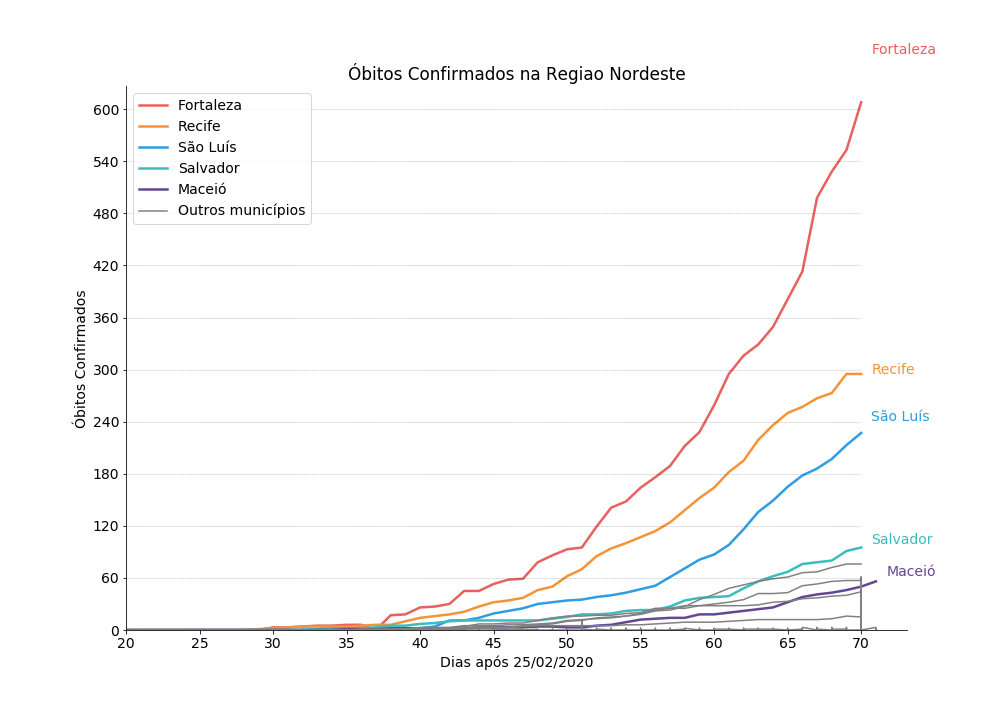 Fortaleza
Óbitos Confirmados na Regiao Nordeste
Fortaleza
Recife
São Luís
Salvador
Maceió
Outros municípios
600
540
480
420
360
300
240
180
120
60
0
Óbitos Confirmados
Recife
São Luís
Salvador
Maceió
20 25 30 35 40 45 50 55 60 65 70
Dias após 25/02/2020